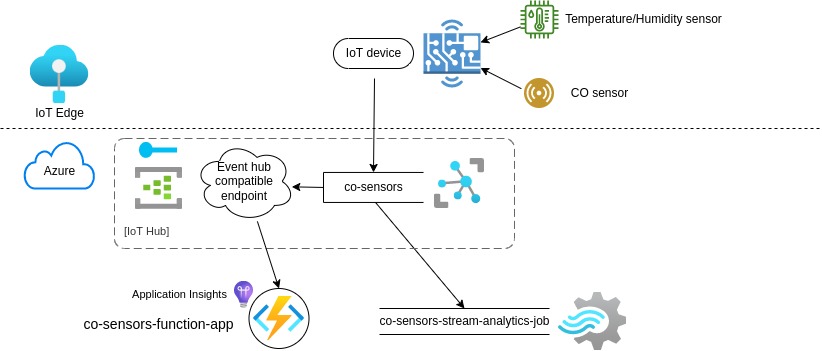 Temperature/Humidity sensor
IoT device
CO sensor
IoT Edge
Azure
Event hub
compatible
endpoint
co-sensors
[IoT Hub]
Application Insights
co-sensors-function-app
co-sensors-stream-analytics-job